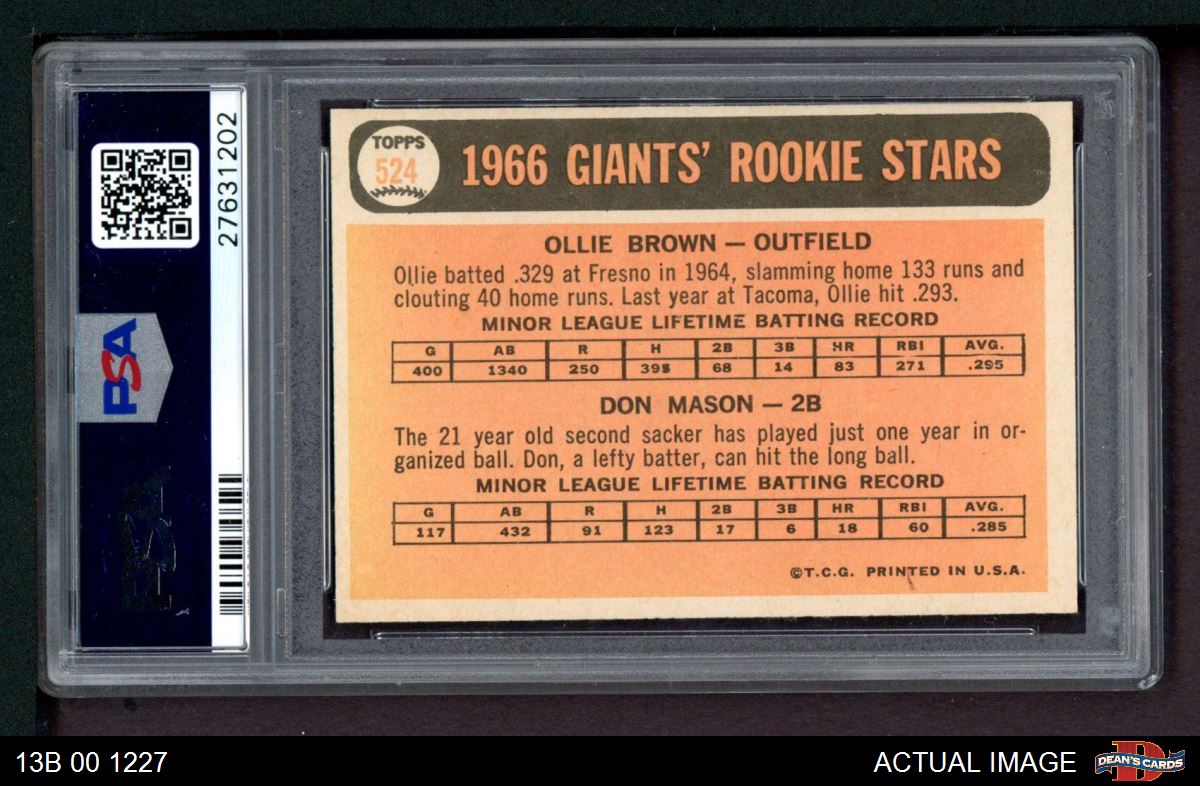 27631202
PSA
TOPPS
524
1966 GIANTS' ROOKIE STARS
OLLIE BROWN — OUTFIELD
Ollie batted .329 at Fresno in 1964, slamming home 133 runs and
clouting 40 home runs. Last year at Tacoma, Ollie hit .293.
MINOR LEAGUE LIFETIME BATTING RECORD
G AB R H 2B 3B HR RBI AVG.
400 1340 250 395 68 14 83 271 .295
DON MASON — 2B
The 21 year old second sacker has played just one year in or-
ganized ball. Don, a lefty batter, can hit the long ball.
MINOR LEAGUE LIFETIME BATTING RECORD
G AB R H 2B 3B HR RBI AVG.
117 432 91 123 17 6 18 60 .285
©T.C.G. PRINTED IN U.S.A.
13B 00 1227
ACTUAL IMAGE
DEAN'S CARDS